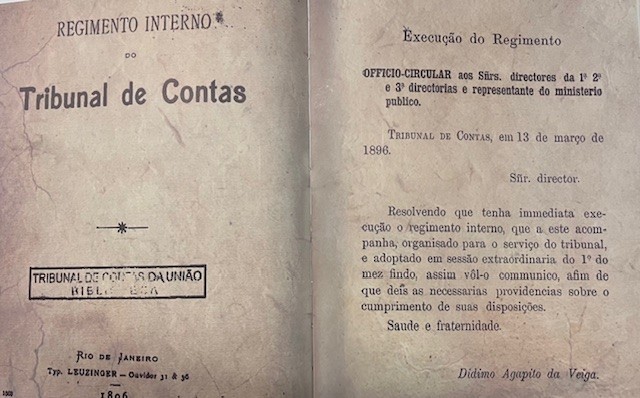 REGIMENTO INTERNO
DO
Tribunal de Contas
TRIBUNAL DE CONTAS DA UNIÃO
BIBLIOTECA
RIO DE JANEIRO
Typ. LEUZINGER — Ouvidor 31 & 36
1896
Execução do Regimento
OFFICIO-CIRCULAR aos Sñrs. directores da 1ª 2ª
e 3ª directorias e representante do ministerio
publico.
TRIBUNAL DE CONTAS, em 13 de março de
1896.
Sñr. director.
Resolvendo que tenha immediata exe-
cução o regimento interno, que a este acom-
panha, organisado para o serviço do tribunal,
e adoptado em sessão extraordinaria do 1º do
mez findo, assim vôl-o communico, afim de
que deis as necessarias providencias sobre o
cumprimento de suas disposições.
Saude e fraternidade.
Didimo Agapito da Veiga.